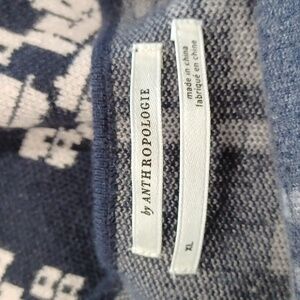 by ANTHROPOLOGIE
made in china
fabriqué en chine
XL